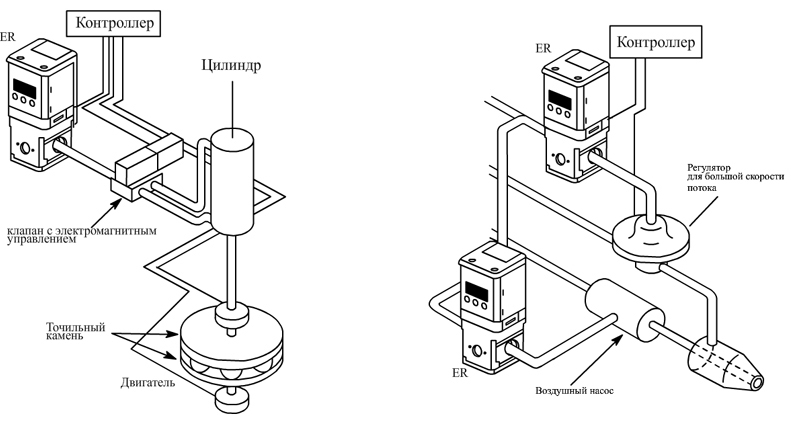 Контроллер
ER
Цилиндр
клапан с электромагнитным
управлением
Точильный
камень
Двигатель
ER
Контроллер
Регулятор
для большой скорости
потока
ER
Воздушный насос